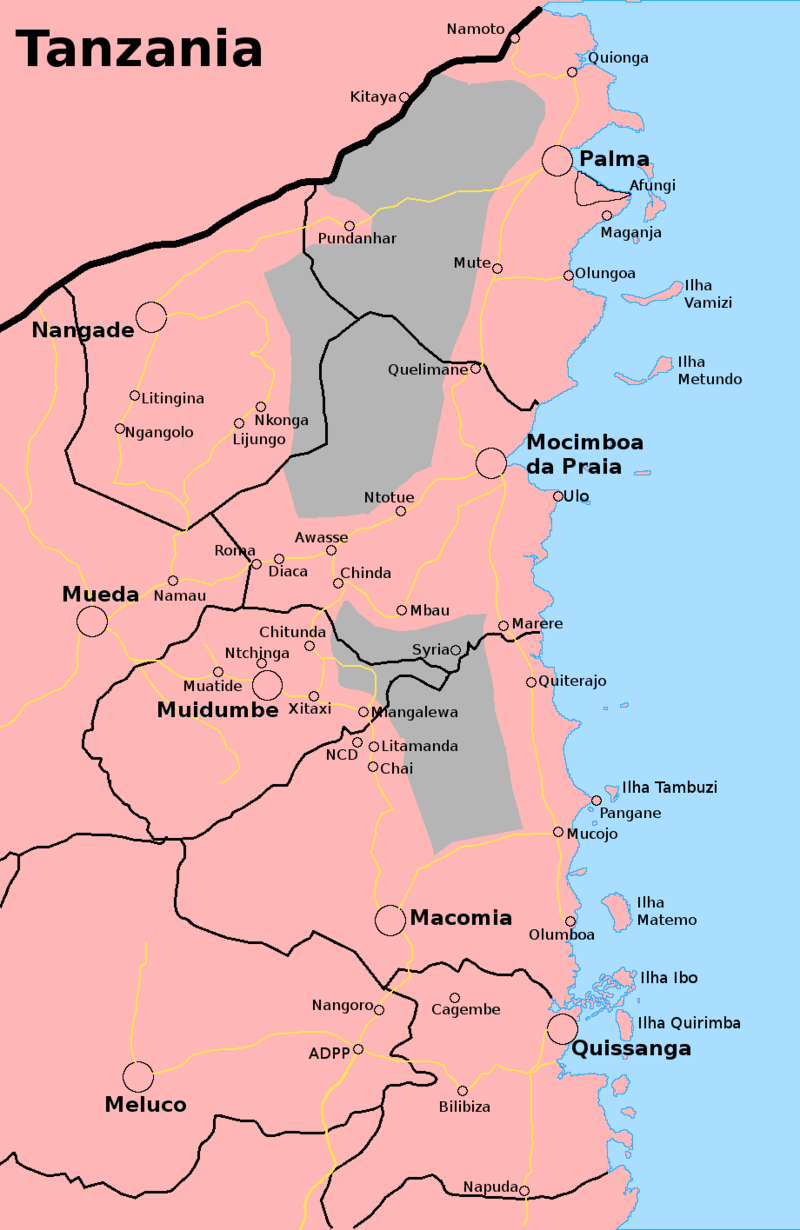 Tanzania
Namoto
Quionga
Kitaya
Palma
Afungi
Maganja
Pundanhar
Mute
Olungoa
Ilha
Vamizi
Nangade
Quelimane
Ilha
Metundo
Litingina
Nkonga
Ngangolo
Lijungo
Mocimboa
da Praia
Ntotue
Ulo
Awasse
Roma
Diaca
Chinda
Mueda
Namau
Mbau
Marere
Chitunda
Ntchinga
Syria
Muatide
Quiterajo
Muidumbe
Xitaxi
Miangalewa
NCD
Litamanda
Chai
Ilha Tambuzi
Pangane
Mucojo
Macomia
Ilha
Matemo
Olumboa
Ilha Ibo
Nangoro
Cagembe
Ilha Quirimba
ADPP
Quissanga
Meluco
Bilibiza
Napuda